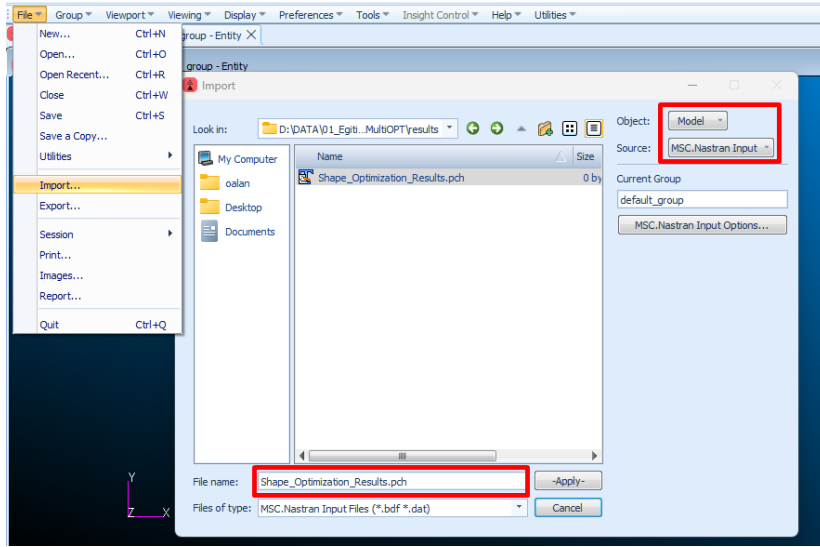 File Group Viewport Viewing Display Preferences Tools Insight Control Help Utilities
New... Ctrl+N
Open... Ctrl+O
Open Recent... Ctrl+R
Close Ctrl+W
Save Ctrl+S
Save a Copy...
Utilities
Import...
Export...
Session
Print...
Images...
Report...
Quit Ctrl+Q
group - Entity
group - Entity
Import
Look in: D:\DATA\01_Egiti...MultiOPT\results
My Computer
oalan
Desktop
Documents
Name Size
Shape_Optimization_Results.pch 0 by
Object: Model
Source: MSC.Nastran Input
Current Group
default_group
MSC.Nastran Input Options...
File name: Shape_Optimization_Results.pch
-Apply-
Files of type: MSC.Nastran Input Files (*.bdf *.dat)
Cancel
Y
Z X